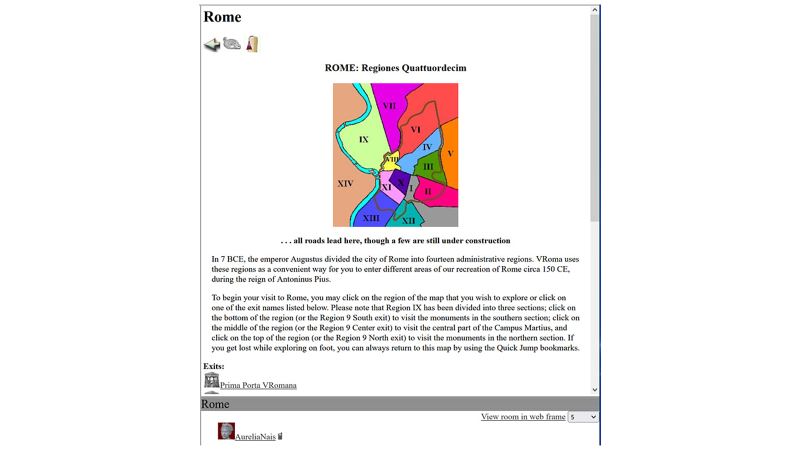 Rome
ROME: Regiones Quattuordecim
VII
VI
IX
IV
V
VIII
III
XIV
XI
X
I
II
XIII
XII
. . . all roads lead here, though a few are still under construction
In 7 BCE, the emperor Augustus divided the city of Rome into fourteen administrative regions. VRoma uses
these regions as a convenient way for you to enter different areas of our recreation of Rome circa 150 CE,
during the reign of Antoninus Pius.
To begin your visit to Rome, you may click on the region of the map that you wish to explore or click on
one of the exit names listed below. Please note that Region IX has been divided into three sections; click on
the bottom of the region (or the Region 9 South exit) to visit the monuments in the southern section; click on
the middle of the region (or the Region 9 Center exit) to visit the central part of the Campus Martius, and
click on the top of the region (or the Region 9 North exit) to visit the monuments in the northern section. If
you get lost while exploring on foot, you can always return to this map by using the Quick Jump bookmarks.
Exits:
Prima Porta VRomana
Rome
View room in web frame 5
AureliaNais